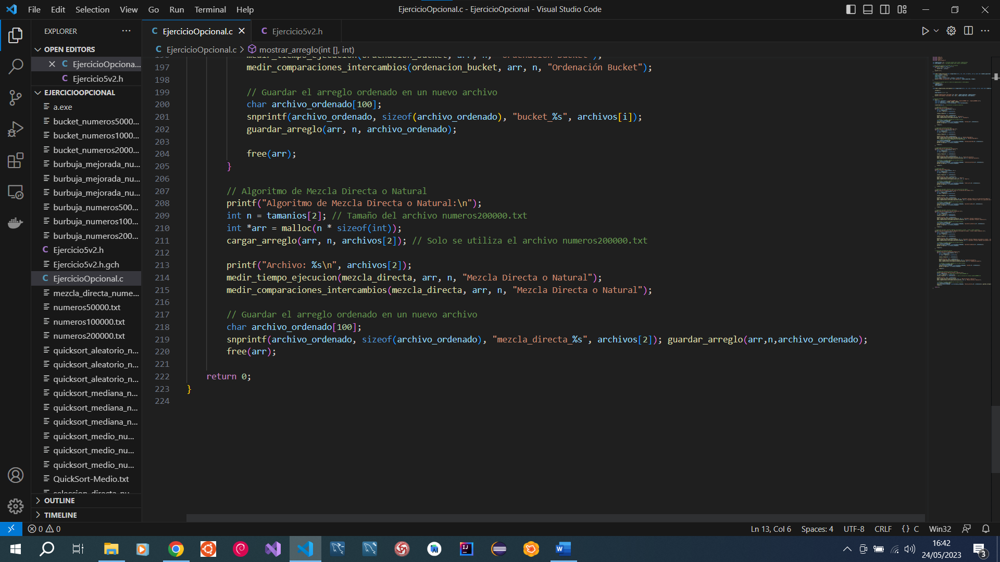 File Edit Selection View Go Run Terminal Help
EjercicioOpcional.c - EjercicioOpcional - Visual Studio Code
EXPLORER
OPEN EDITORS
EjercicioOpciona...
Ejercicio5v2.h
EJERCICIOOPCIONAL
a.exe
bucket_numeros5000...
bucket_numeros1000...
bucket_numeros2000...
burbuja_mejorada_nu...
burbuja_mejorada_nu...
burbuja_mejorada_nu...
burbuja_numeros500...
burbuja_numeros100...
burbuja_numeros200...
C Ejercicio5v2.h
Ejercicio5v2.h.gch
C EjercicioOpcional.c
mezcla_directa_nume...
numeros50000.txt
numeros100000.txt
numeros200000.txt
quicksort_aleatorio_n...
quicksort_aleatorio_n...
quicksort_aleatorio_n...
quicksort_mediana_n...
quicksort_mediana_n...
quicksort_mediana_n...
quicksort_medio_nu...
quicksort_medio_nu...
quicksort_medio_nu...
QuickSort-Medio.txt
seleccion_directa_nu...
OUTLINE
TIMELINE
C EjercicioOpcional.c
C Ejercicio5v2.h
C EjercicioOpcional.c > mostrar_arreglo(int [], int)
196 medir_tiempo_ejecucion(ordenacion_bucket, arr, n, "Ordenación Bucket");
197 medir_comparaciones_intercambios(ordenacion_bucket, arr, n, "Ordenación Bucket");
198
199 // Guardar el arreglo ordenado en un nuevo archivo
200 char archivo_ordenado[100];
201 snprintf(archivo_ordenado, sizeof(archivo_ordenado), "bucket_%s", archivos[i]);
202 guardar_arreglo(arr, n, archivo_ordenado);
203
204 free(arr);
205 }
206
207 // Algoritmo de Mezcla Directa o Natural
208 printf("Algoritmo de Mezcla Directa o Natural:\n");
209 int n = tamanios[2]; // Tamaño del archivo numeros200000.txt
210 int *arr = malloc(n * sizeof(int));
211 cargar_arreglo(arr, n, archivos[2]); // Solo se utiliza el archivo numeros200000.txt
212
213 printf("Archivo: %s\n", archivos[2]);
214 medir_tiempo_ejecucion(mezcla_directa, arr, n, "Mezcla Directa o Natural");
215 medir_comparaciones_intercambios(mezcla_directa, arr, n, "Mezcla Directa o Natural");
216
217 // Guardar el arreglo ordenado en un nuevo archivo
218 char archivo_ordenado[100];
219 snprintf(archivo_ordenado, sizeof(archivo_ordenado), "mezcla_directa_%s", archivos[2]); guardar_arreglo(arr,n,archivo_ordenado);
220 free(arr);
221
222 return 0;
223 }
224
0 0
Ln 13, Col 6 Spaces: 4 UTF-8 CRLF {} C Win32
16:42
24/05/2023
3